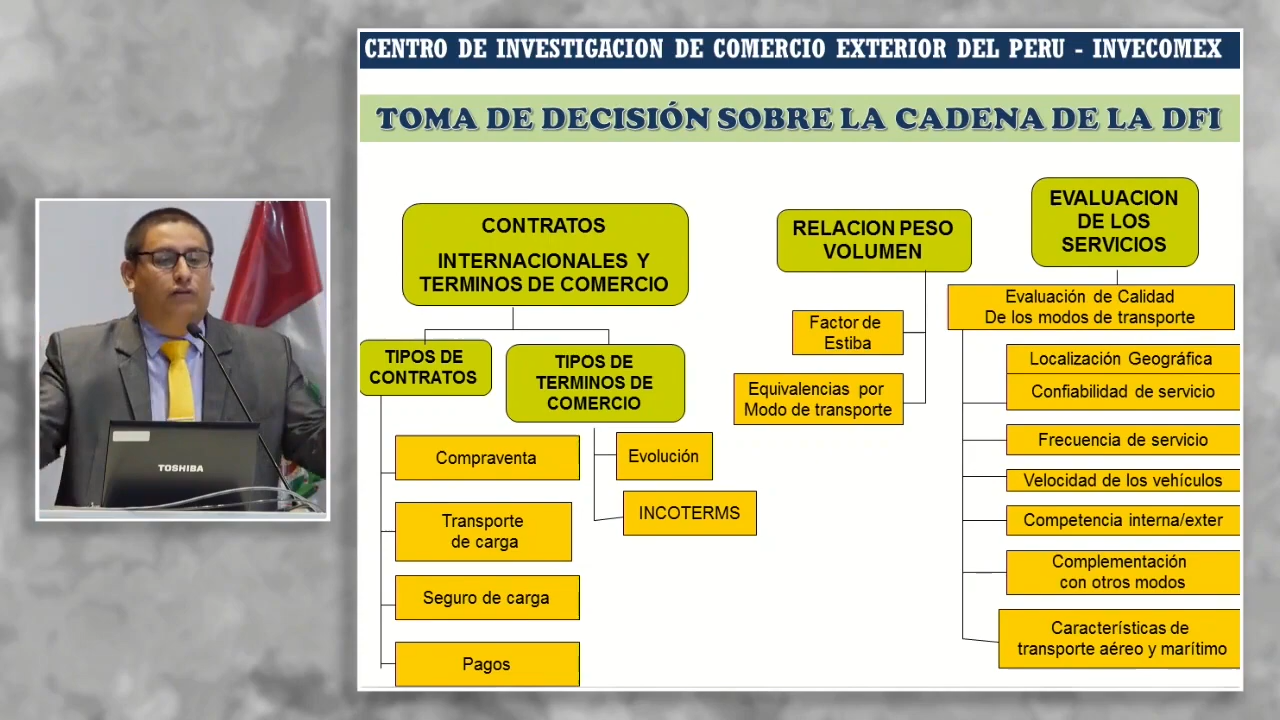 CENTRO DE INVESTIGACION DE COMERCIO EXTERIOR DEL PERU - INVECOMEX
TOMA DE DECISIÓN SOBRE LA CADENA DE LA DFI
CONTRATOS
INTERNACIONALES Y
TERMINOS DE COMERCIO
TIPOS DE
CONTRATOS
Compraventa
Transporte
de carga
Seguro de carga
Pagos
TIPOS DE
TERMINOS DE
COMERCIO
Evolución
INCOTERMS
RELACION PESO
VOLUMEN
Factor de
Estiba
Equivalencias por
Modo de transporte
EVALUACION
DE LOS
SERVICIOS
Evaluación de Calidad
De los modos de transporte
Localización Geográfica
Confiabilidad de servicio
Frecuencia de servicio
Velocidad de los vehículos
Competencia interna/exter
Complementación
con otros modos
Características de
transporte aéreo y marítimo
TOSHIBA